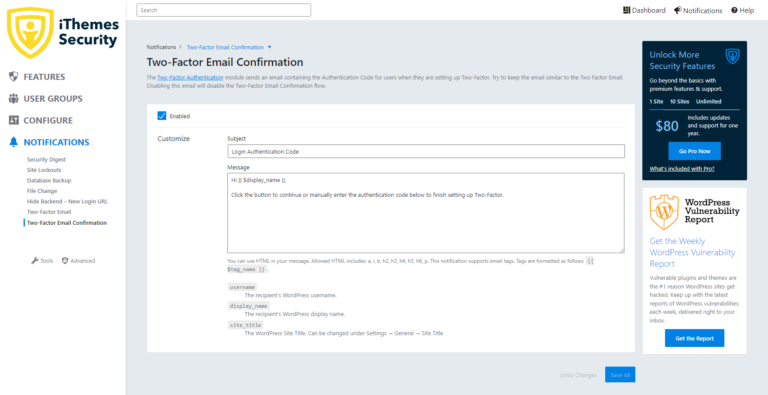 iThemes
Security
Search
Dashboard
Notifications
Help
FEATURES
USER GROUPS
CONFIGURE
NOTIFICATIONS
Security Digest
Site Lockouts
Database Backup
File Change
Hide Backend – New Login URL
Two-Factor Email
Two-Factor Email Confirmation
Tools
Advanced
Notifications > Two-Factor Email Confirmation
Two-Factor Email Confirmation
The Two-Factor Authentication module sends an email containing the Authentication Code for users when they are setting up Two-Factor. Try to keep the email similar to the Two Factor Email.
Disabling this email will disable the Two-Factor Email Confirmation flow.
Enabled
Customize
Subject
Login Authentication Code
Message
Hi {{ $display_name }},
Click the button to continue or manually enter the authentication code below to finish setting up Two-Factor.
You can use HTML in your message. Allowed HTML includes: a, i, b, h2, h3, h4, h5, h6, p. This notification supports email tags. Tags are formatted as follows {{
$tag_name }}.
username
The recipient's WordPress username.
display_name
The recipient's WordPress display name.
site_title
The WordPress Site Title. Can be changed under Settings → General → Site Title
Undo Changes
Save All
Unlock More
Security Features
Go beyond the basics with
premium features & support.
1 Site 10 Sites Unlimited
$80
Includes updates
and support for one
year.
Go Pro Now
What's included with Pro?
WordPress
Vulnerability
Report
Get the Weekly
WordPress Vulnerability
Report
Vulnerable plugins and themes are
the #1 reason WordPress sites get
hacked. Keep up with the latest
reports of WordPress vulnerabilities
each week, delivered right to your
inbox.
Get the Report